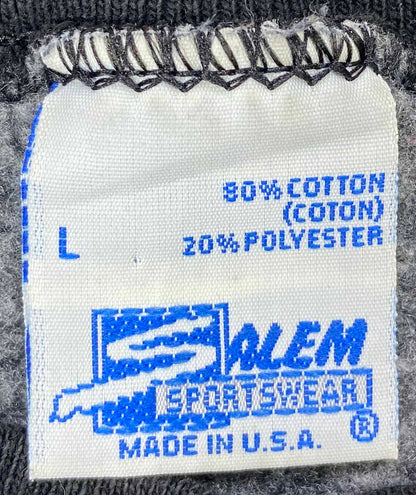 80% COTTON
(COTON)
L
20% POLYESTER
SALEM
SPORTSWEAR
®
MADE IN U.S.A.